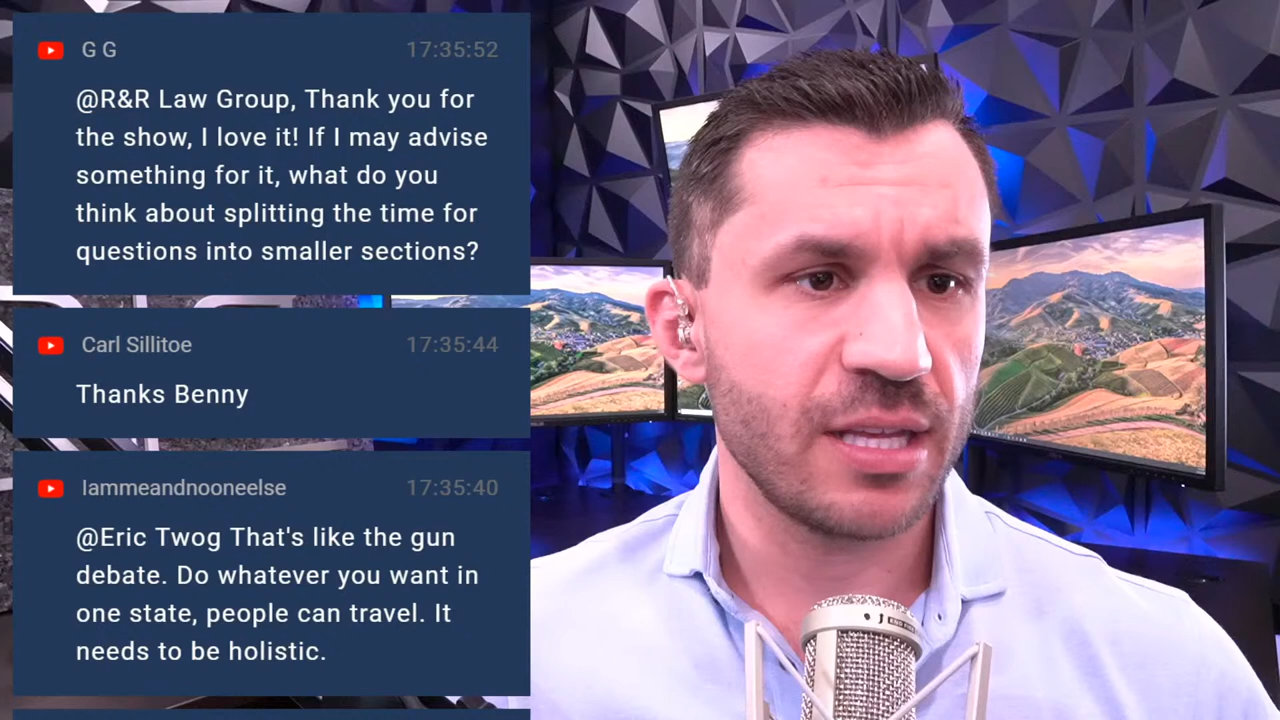 G G 17:35:52
@R&R Law Group, Thank you for
the show, I love it! If I may advise
something for it, what do you
think about splitting the time for
questions into smaller sections?
Carl Sillitoe 17:35:44
Thanks Benny
Iammeandnooneelse 17:35:40
@Eric Twog That's like the gun
debate. Do whatever you want in
one state, people can travel. It
needs to be holistic.